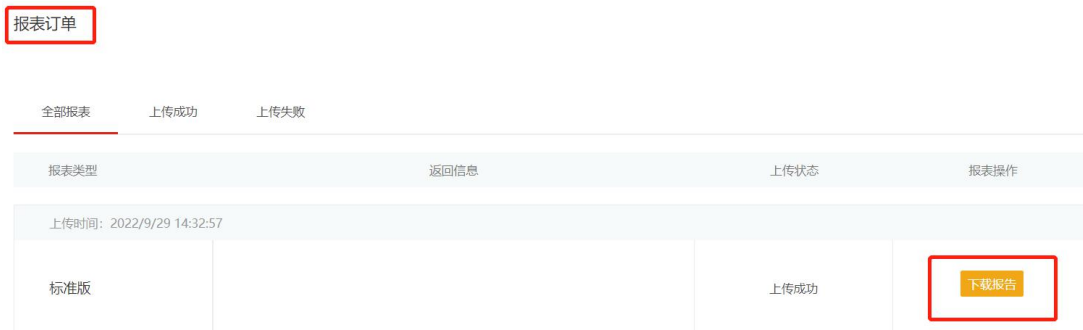 报表订单
全部报表 上传成功 上传失败
报表类型 返回信息 上传状态 报表操作
上传时间：2022/9/29 14:32:57
标准版 上传成功 下载报告